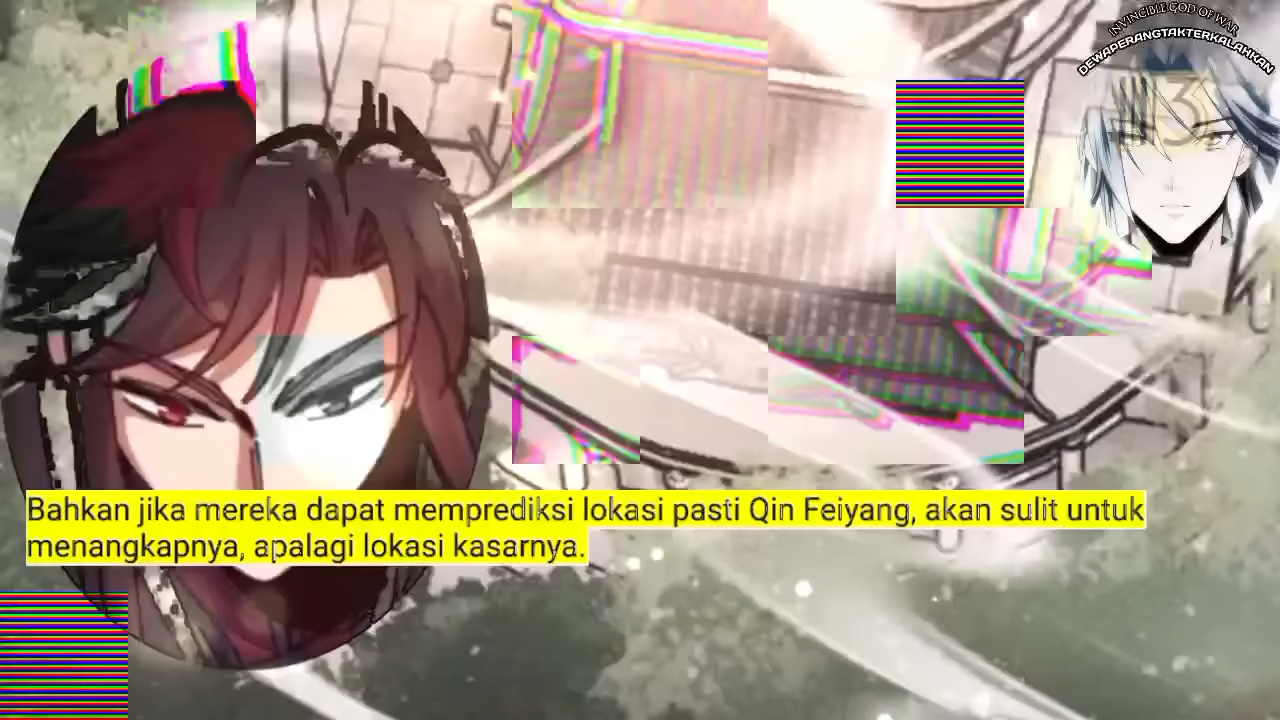 INVINCIBLE GOD OF WAR
DEWAPERANGTAKTERKALAHKAN
Bahkan jika mereka dapat memprediksi lokasi pasti Qin Feiyang, akan sulit untuk
menangkapnya, apalagi lokasi kasarnya.